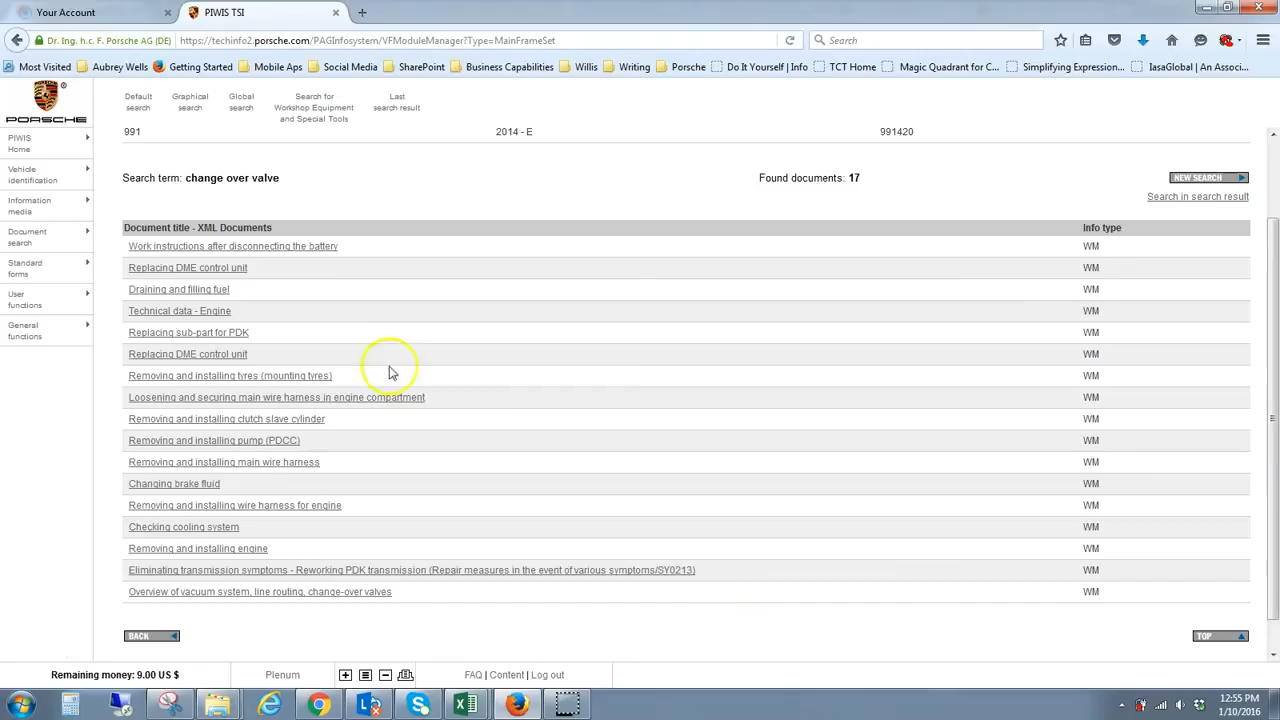 Your Account
PIWIS TSI
Dr. Ing. h.c. F. Porsche AG (DE)
https://techinfo2.porsche.com/PAGInfosystem/VFModuleManager?Type=MainFrameSet
Search
Most Visited
Aubrey Wells
Getting Started
Mobile Aps
Social Media
SharePoint
Business Capabilities
Willis
Writing
Porsche
Do It Yourself | Info
TCT Home
Magic Quadrant for C...
Simplifying Expression...
IasaGlobal | An Associ...
PORSCHE
Default
search
Graphical
search
Global
search
Search for
Workshop Equipment
and Special Tools
Last
search result
PIWIS
Home
Vehicle
identification
Information
media
Document
search
Standard
forms
User
functions
General
functions
991
2014 - E
991420
Search term: change over valve
Found documents: 17
NEW SEARCH
Search in search result
Document title - XML Documents Info type
Work instructions after disconnecting the battery WM
Replacing DME control unit WM
Draining and filling fuel WM
Technical data - Engine WM
Replacing sub-part for PDK WM
Replacing DME control unit WM
Removing and installing tyres (mounting tyres) WM
Loosening and securing main wire harness in engine compartment WM
Removing and installing clutch slave cylinder WM
Removing and installing pump (PDCC) WM
Removing and installing main wire harness WM
Changing brake fluid WM
Removing and installing wire harness for engine WM
Checking cooling system WM
Removing and installing engine WM
Eliminating transmission symptoms - Reworking PDK transmission (Repair measures in the event of various symptoms/SY0213) WM
Overview of vacuum system, line routing, change-over valves WM
BACK
TOP
Remaining money: 9.00 US $
Plenum
FAQ | Content | Log out
12:55 PM
1/10/2016